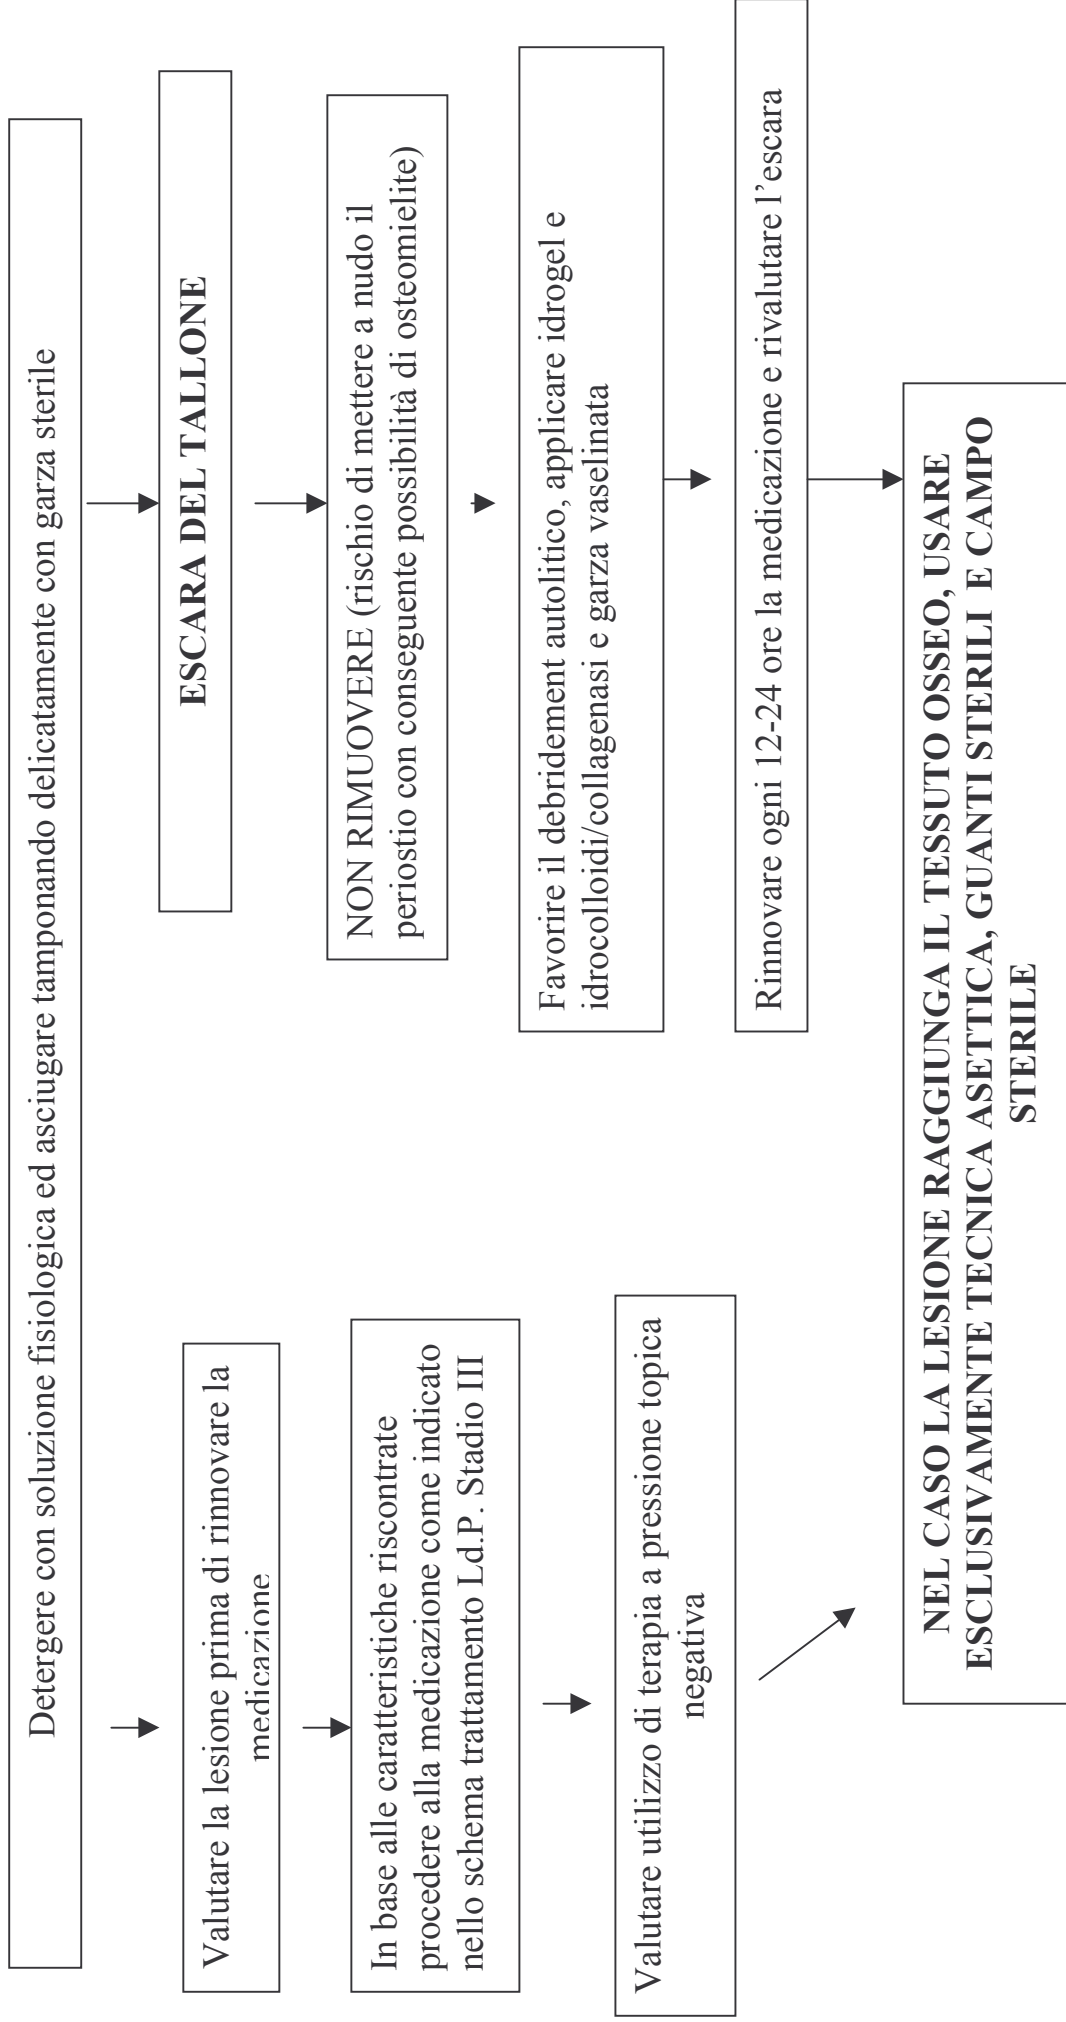 Detergere con soluzione fisiologica ed asciugare tamponando delicatamente con garza sterile
Valutare la lesione prima di rinnovare la
medicazione
In base alle caratteristiche riscontrate
procedere alla medicazione come indicato
nello schema trattamento Ld.P. Stadio III
Valutare utilizzo di terapia a pressione topica
negativa
ESCARA DEL TALLONE
NON RIMUOVERE (rischio di mettere a nudo il
periostio con conseguente possibilità di osteomielite)
Favorire il debridement autolitico, applicare idrogel e
idrocolloidi/collagenasi e garza vaselinata
Rinnovare ogni 12-24 ore la medicazione e rivalutare l'escara
NEL CASO LA LESIONE RAGGIUNGA IL TESSUTO OSSEO, USARE
ESCLUSIVAMENTE TECNICA ASETTICA, GUANTI STERILI E CAMPO
STERILE